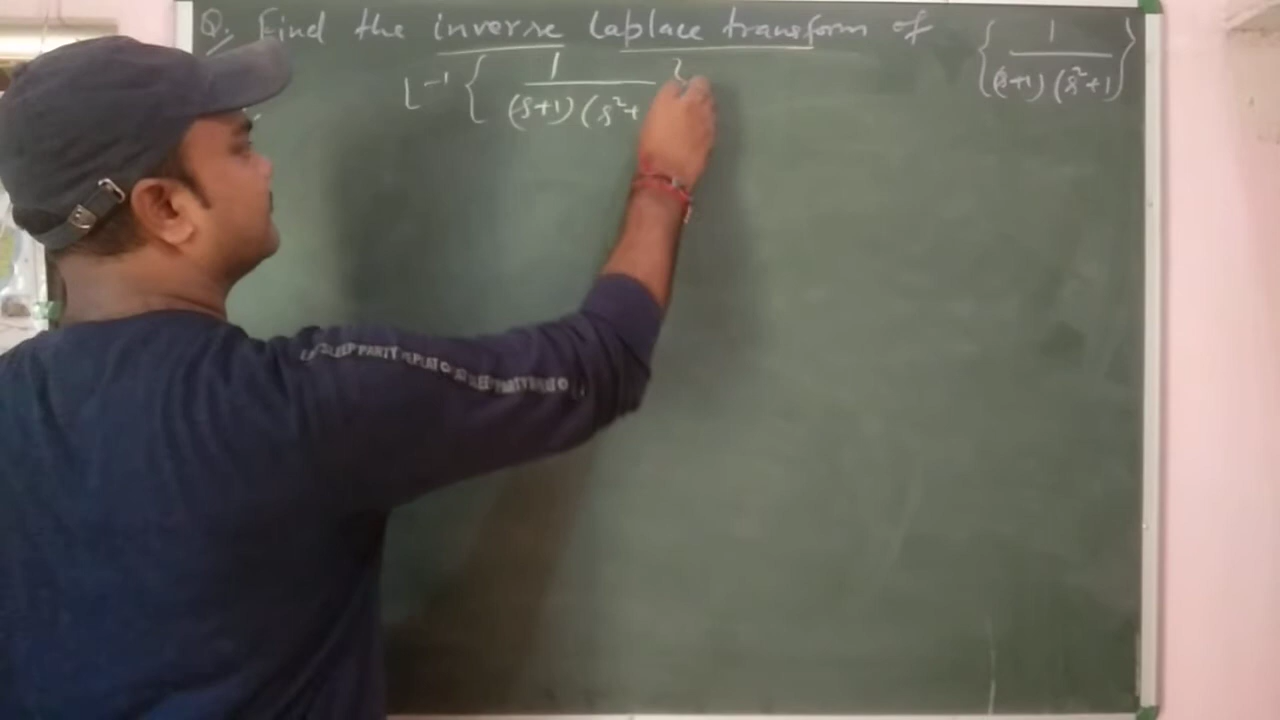 Q. Find the inverse Laplace transform of { 1 / (s+1) (s²+1) }
L⁻¹ { 1 / (s+1) (s²+ }